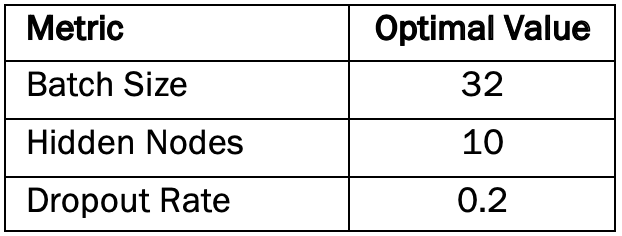 Metric Optimal Value
Batch Size 32
Hidden Nodes 10
Dropout Rate 0.2